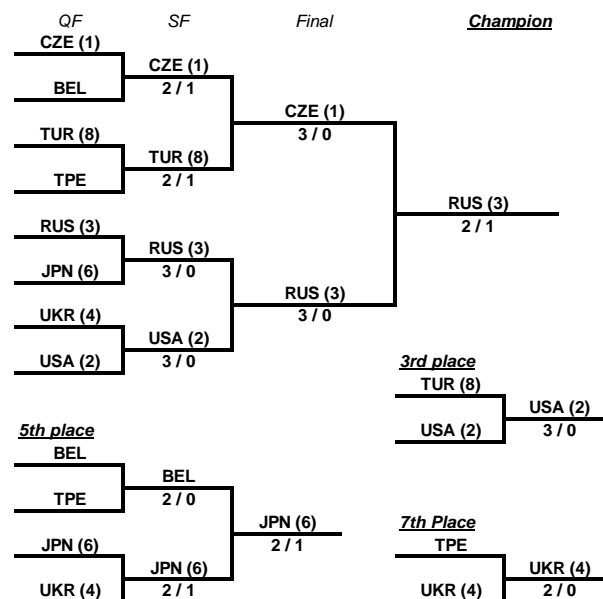 QF SF Final Champion
CZE (1)
CZE (1)
2 / 1
BEL
CZE (1)
3 / 0
TUR (8)
TUR (8)
2 / 1
TPE
RUS (3)
2 / 1
RUS (3)
RUS (3)
3 / 0
JPN (6)
RUS (3)
3 / 0
UKR (4)
USA (2)
3 / 0
USA (2)
3rd place
TUR (8)
USA (2)
3 / 0
USA (2)
5th place
BEL
BEL
2 / 0
TPE
JPN (6)
2 / 1
JPN (6)
JPN (6)
2 / 1
UKR (4)
7th Place
TPE
UKR (4)
2 / 0
UKR (4)